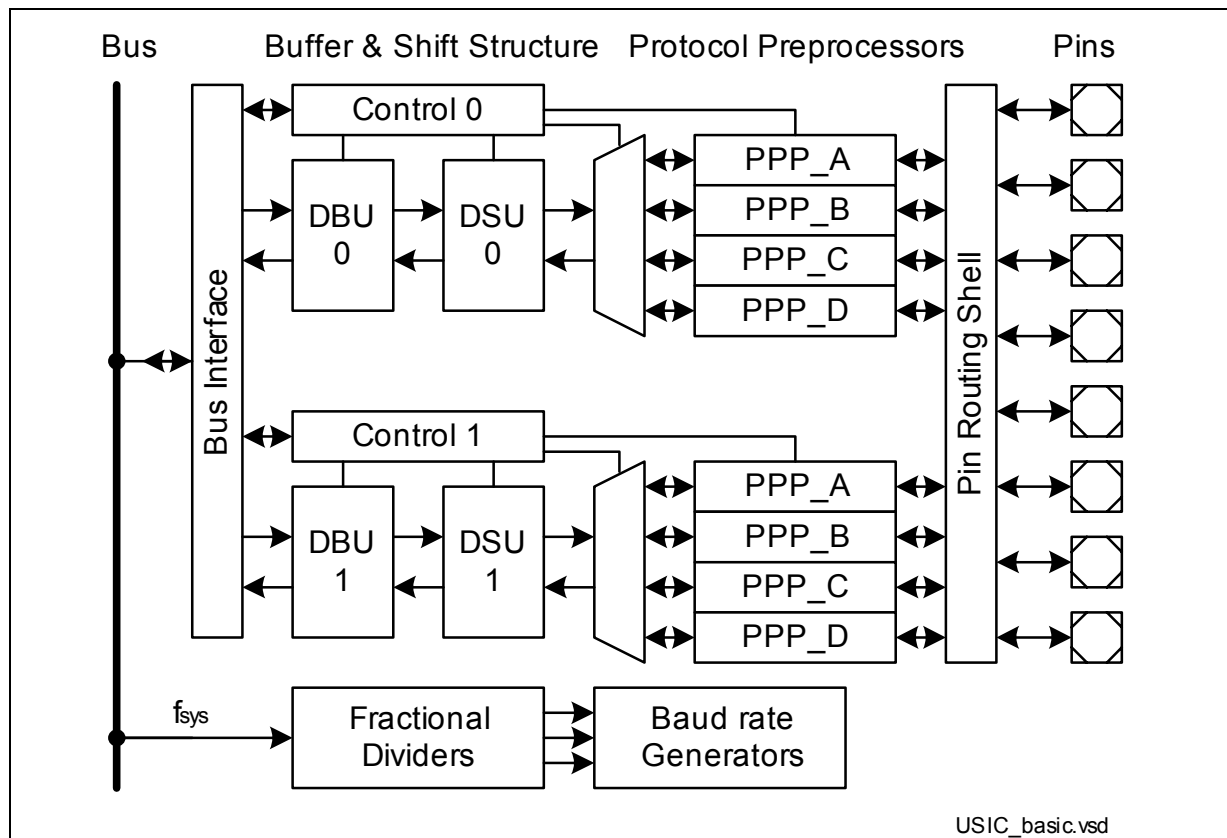 Bus
Buffer & Shift Structure
Protocol Preprocessors
Pins
Control 0
DBU
0
DSU
0
PPP_A
PPP_B
PPP_C
PPP_D
Bus Interface
Pin Routing Shell
Control 1
DBU
1
DSU
1
PPP_A
PPP_B
PPP_C
PPP_D
fsys
Fractional
Dividers
Baud rate
Generators
USIC_basic.vsd